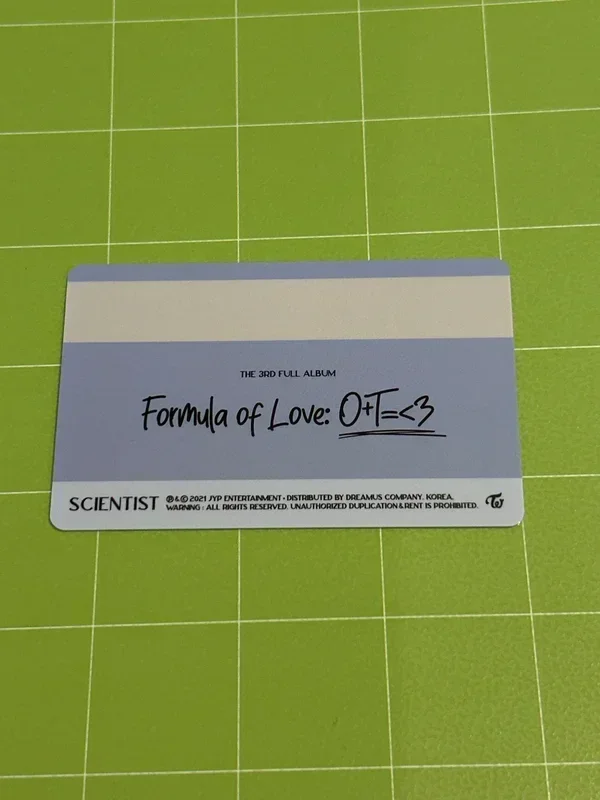 THE 3RD FULL ALBUM
Formula of Love: O+T=<3
SCIENTIST
℗&© 2021 JYP ENTERTAINMENT • DISTRIBUTED BY DREAMUS COMPANY. KOREA.
WARNING : ALL RIGHTS RESERVED. UNAUTHORIZED DUPLICATION & RENT IS PROHIBITED.